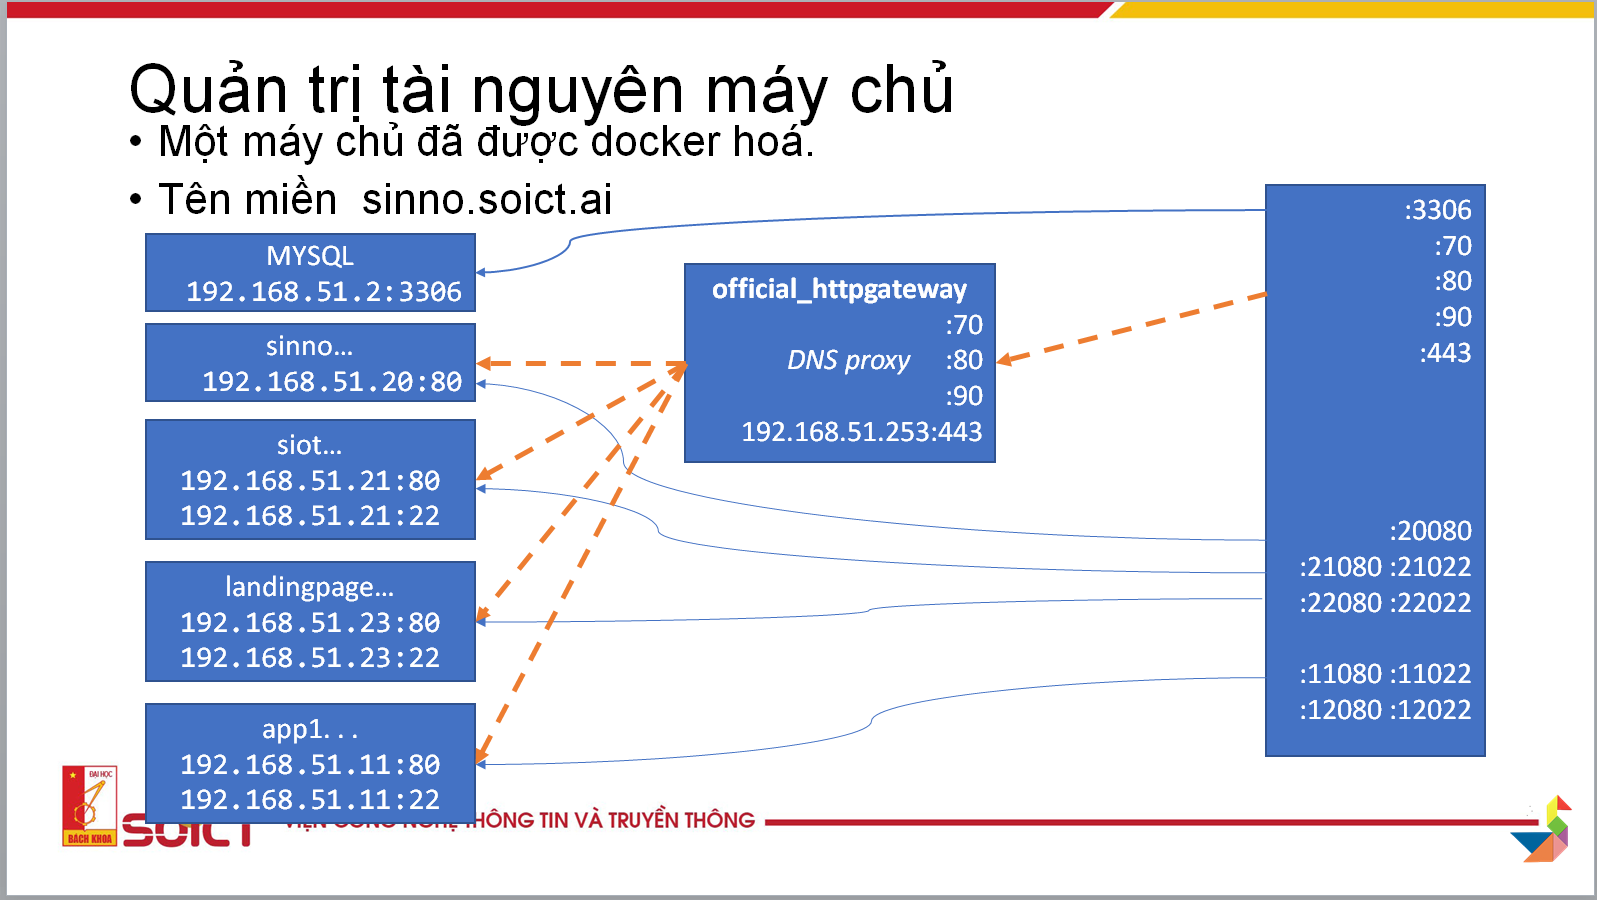 Quản trị tài nguyên máy chủ
• Một máy chủ đã được docker hoá.
• Tên miền sinno.soict.ai
MYSQL
192.168.51.2:3306
sinno...
192.168.51.20:80
siot...
192.168.51.21:80
192.168.51.21:22
landingpage...
192.168.51.23:80
192.168.51.23:22
app1...
192.168.51.11:80
192.168.51.11:22
official_httpgateway
:70
DNS proxy :80
:90
192.168.51.253:443
:3306
:70
:80
:90
:443
:20080
:21080 :21022
:22080 :22022
:11080 :11022
:12080 :12022
ĐẠI HỌC
BÁCH KHOA
SOICT
VIỆN CÔNG NGHỆ THÔNG TIN VÀ TRUYỀN THÔNG